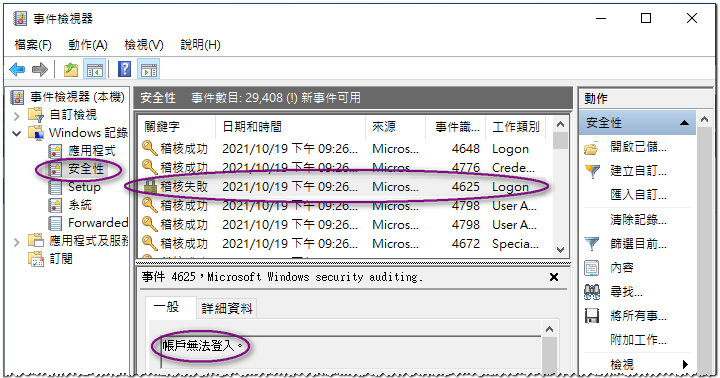 事件檢視器
檔案(F) 動作(A) 檢視(V) 說明(H)
事件檢視器 (本機)
自訂檢視
Windows 記錄
應用程式
安全性
Setup
系統
Forwarded
應用程式及服務
訂閱
安全性 事件數目: 29,408 (!) 新事件可用
關鍵字 日期和時間 來源 事件識... 工作類別
稽核成功 2021/10/19 下午 09:26... Micros... 4648 Logon
稽核成功 2021/10/19 下午 09:26... Micros... 4776 Crede...
稽核失敗 2021/10/19 下午 09:26... Micros... 4625 Logon
稽核成功 2021/10/19 下午 09:26... Micros... 4798 User A...
稽核成功 2021/10/19 下午 09:26... Micros... 4798 User A...
稽核成功 2021/10/19 下午 09:26... Micros... 4672 Specia...
事件 4625，Microsoft Windows security auditing.
一般 詳細資料
帳戶無法登入。
動作
安全性
開啟已儲...
建立自訂...
匯入自訂...
清除記錄...
篩選目前...
內容
尋找...
將所有事...
附加工作...
檢視